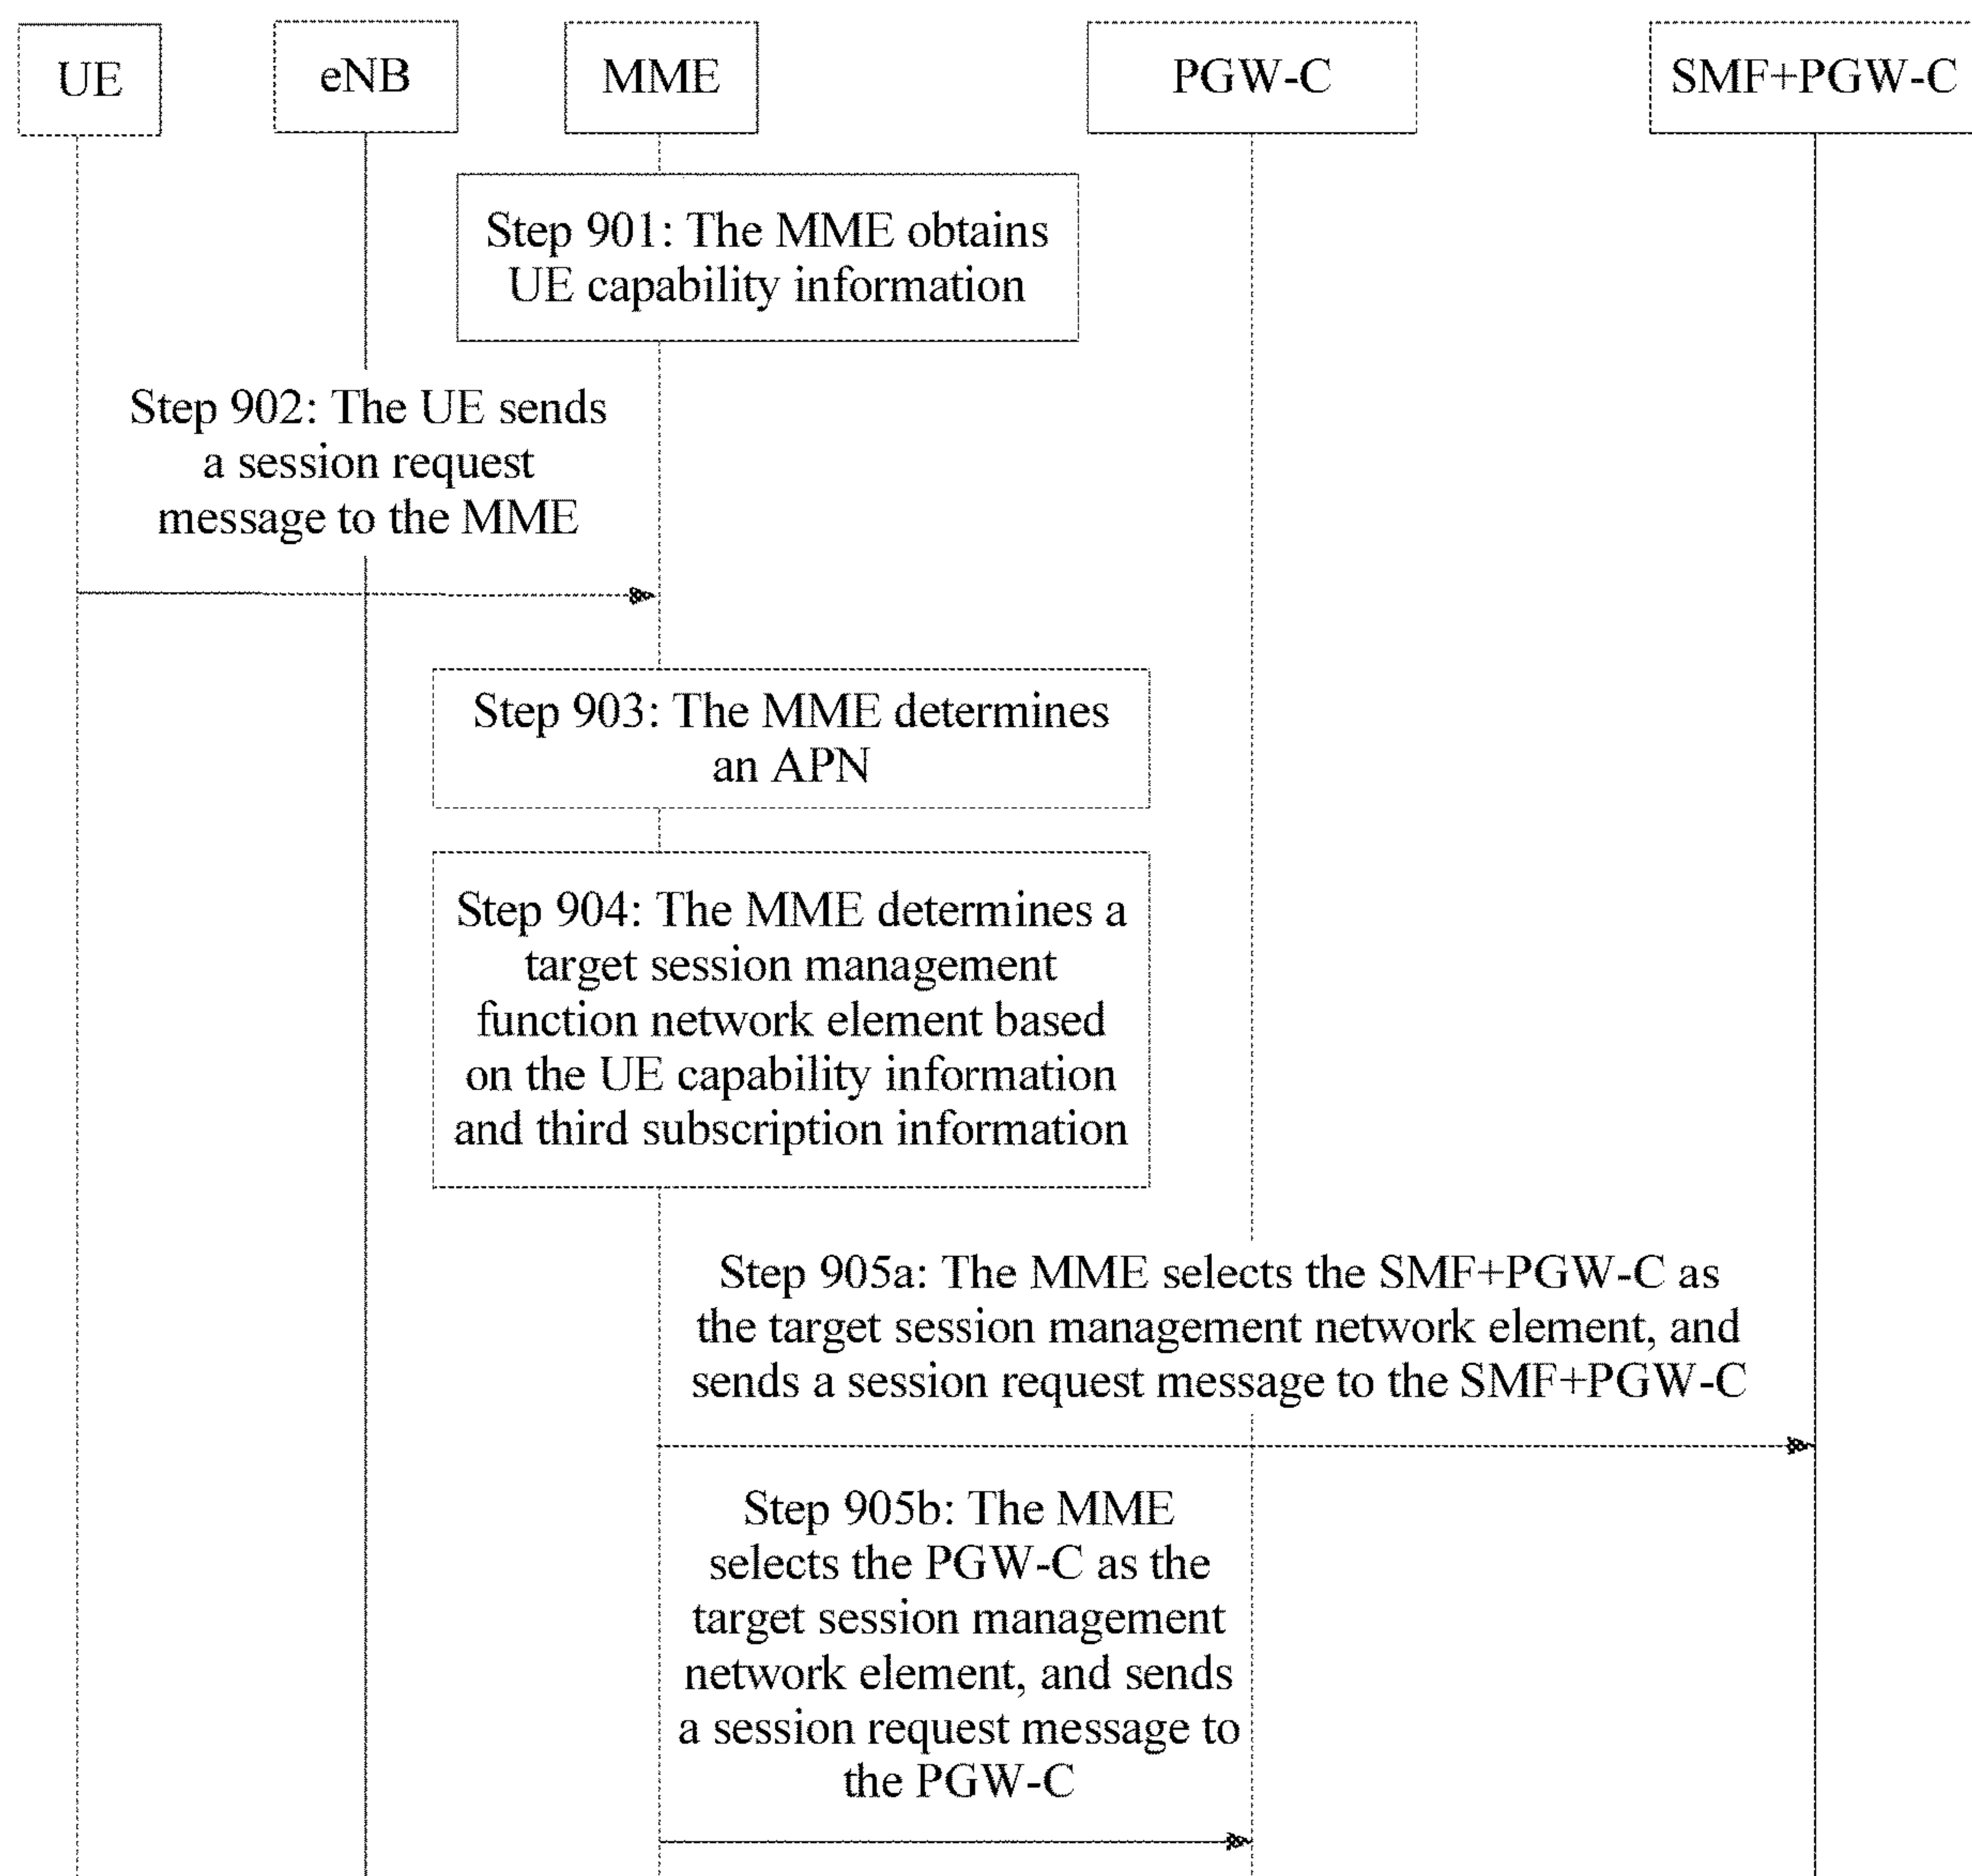 UE
eNB
MME
PGW-C
SMF+PGW-C
Step 901: The MME obtains
UE capability information
Step 902: The UE sends
a session request
message to the MME
Step 903: The MME determines
an APN
Step 904: The MME determines a
target session management
function network element based
on the UE capability information
and third subscription information
Step 905a: The MME selects the SMF+PGW-C as
the target session management network element, and
sends a session request message to the SMF+PGW-C
Step 905b: The MME
selects the PGW-C as the
target session management
network element, and sends
a session request message to
the PGW-C